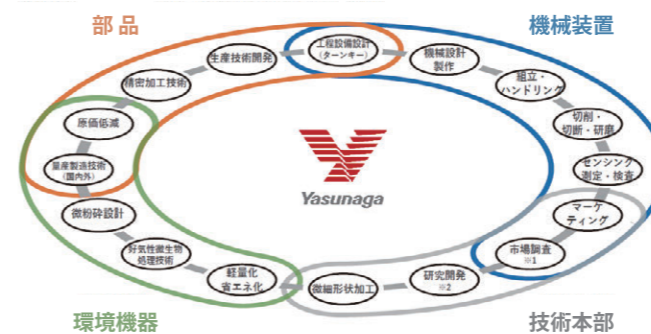 部品
機械装置
工程設備設計
(ターンキー)
機械設計
製作
組立・
ハンドリング
切削・
切断・研磨
センシング
測定・検査
マーケ
ティング
市場調査
※1
研究開発
※2
微細形状加工
軽量化
省エネ化
好気性微生物
処理技術
微粉砕設計
量産製造技術
(国内外)
原価低減
精密加工技術
生産技術開発
Yasunaga
環境機器
技術本部